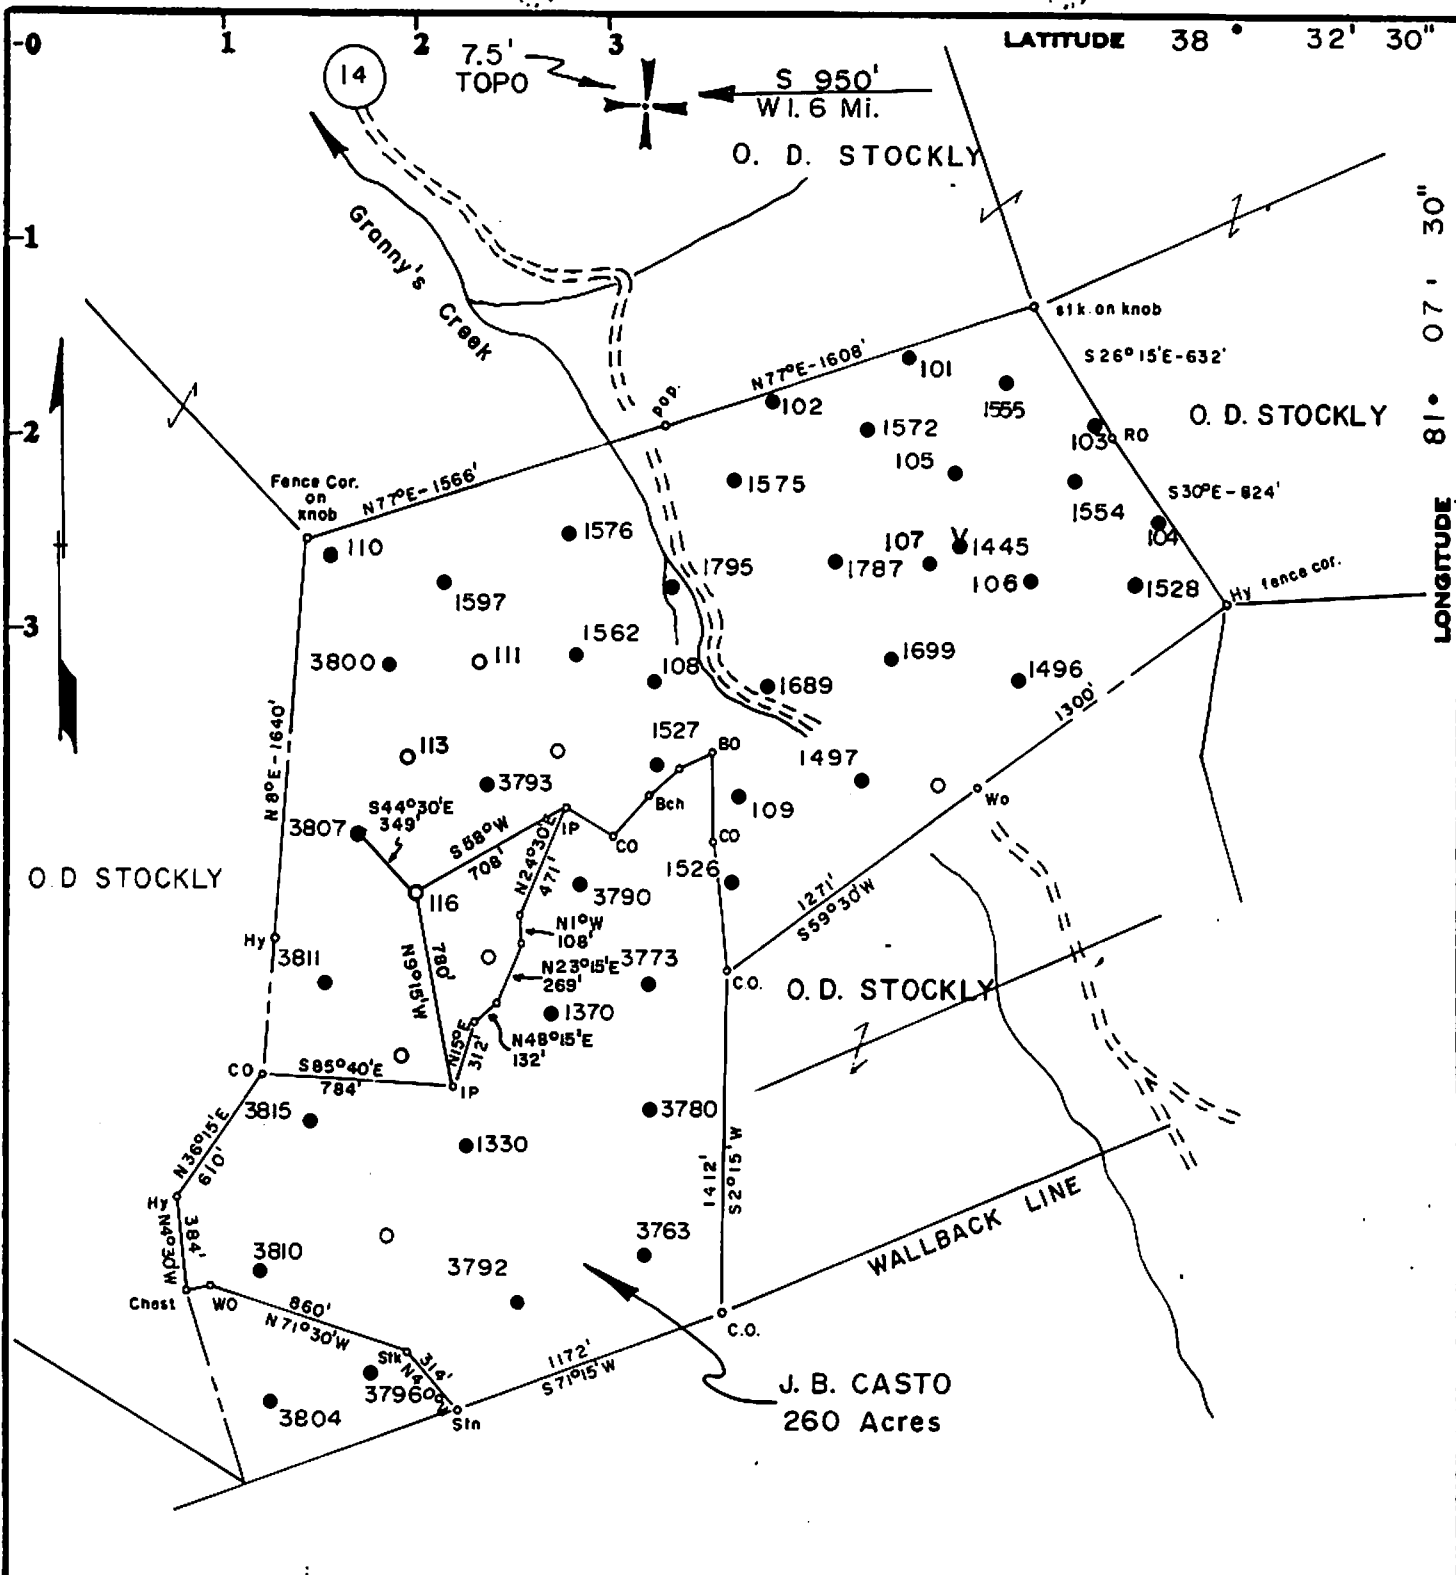 -0 1 2 3 LATITUDE 38° 32' 30"
14
7.5'
TOPO
S 950'
W 1.6 Mi.
O. D. STOCKLY
-1
Granny's Creek
LONGITUDE 81° 07' 30"
stk. on knob
S26°15'E-632'
N77°E-1608'
101
1555
102
O. D. STOCKLY
pop.
1572
103
RO
-2
105
Fence Cor.
on
knob
N77°E-1566'
1575
1554
S30°E-824'
104
1576
110
107
1445
1795
1787
106
1528
Hy fence cor.
1597
-3
1562
3800
111
108
1699
1496
1689
1300'
N8°E-1640'
113
1527
BO
1497
3793
Bch
109
Wo
S44°30'E
349'
3807
S58°W
708'
IP
CO
CO
N24°30'E
471'
1526
1271'
S59°30'W
O.D STOCKLY
3790
116
N1°W
108'
Hy
3811
N9°15'W
780'
3773
N23°15'E
269'
C.O.
O.D. STOCKLY
1370
N15°E
312'
N48°15'E
132'
CO
S85°40'E
784'
IP
3815
3780
1330
N36°15'E
610'
1412'
S2°15'W
Hy
N4°30'W
384'
WALLBACK LINE
3810
3763
3792
Chest
WO
860'
N71°30'W
C.O.
Stk
314'
1172'
S71°15'W
J. B. CASTO
260 Acres
3796
3804
Stn